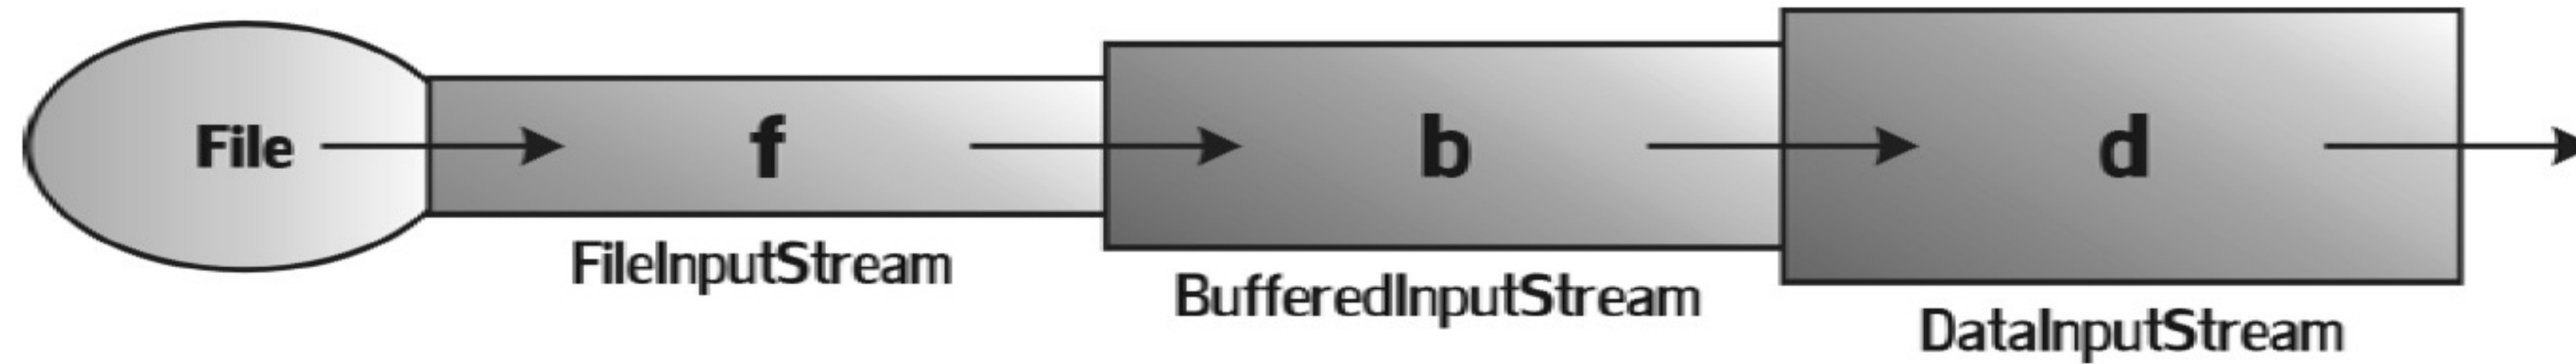 File
f
b
d
FileInputStream
BufferedInputStream
DataInputStream